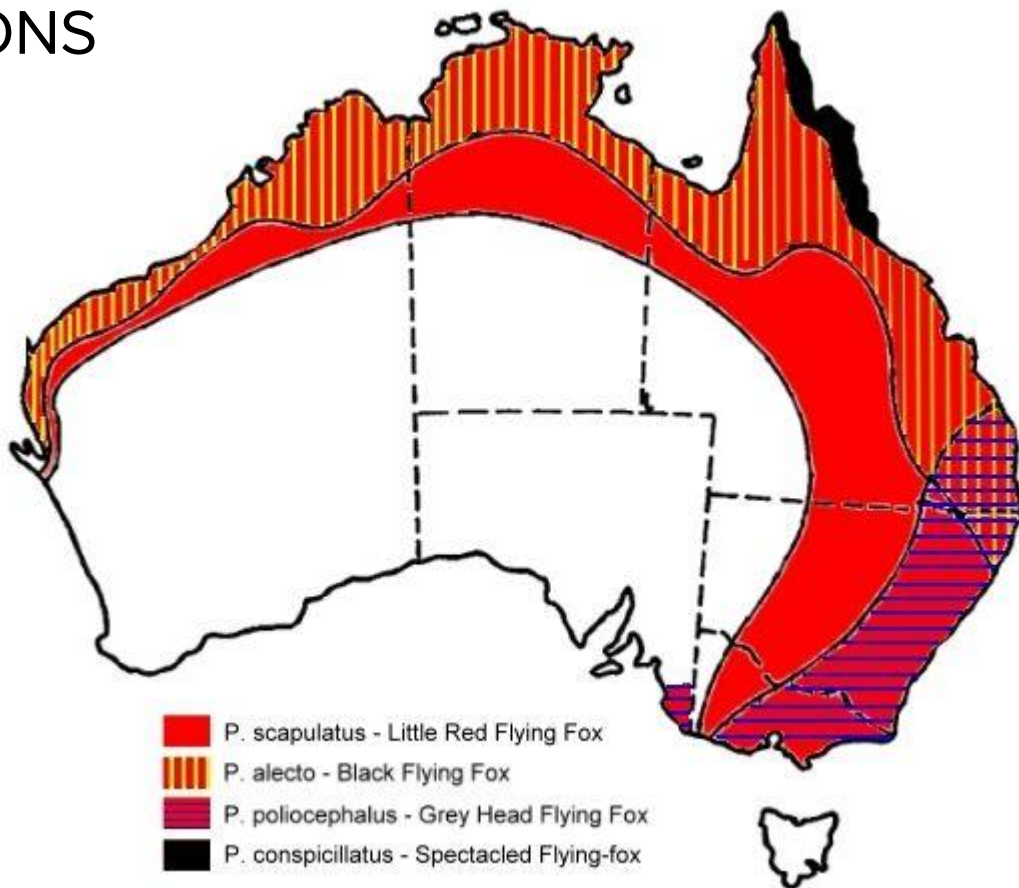 ONS
P. scapulatus - Little Red Flying Fox
P. alecto - Black Flying Fox
P. poliocephalus - Grey Head Flying Fox
P. conspicillatus - Spectacled Flying-fox